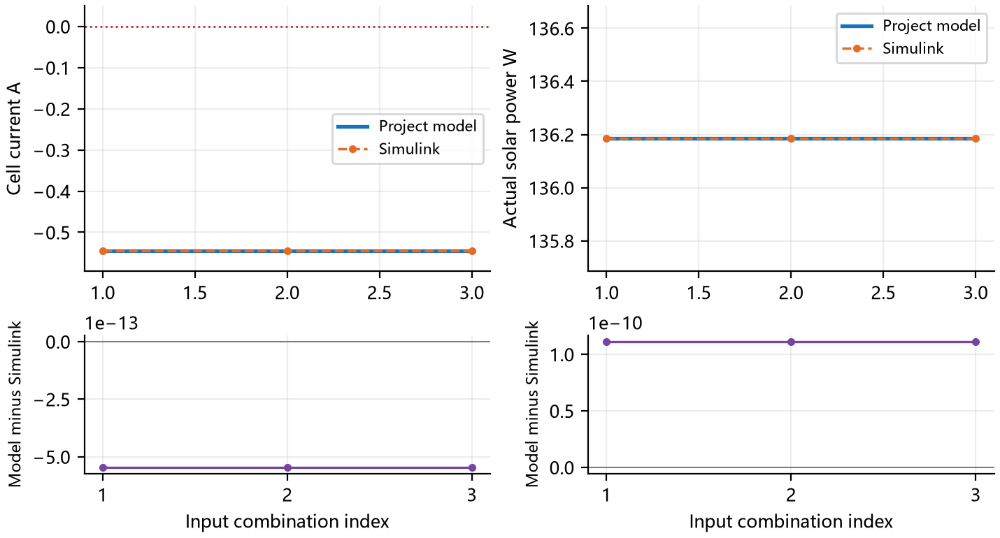 Cell current A
0.0
−0.1
−0.2
−0.3
−0.4
−0.5
Project model
Simulink
1.0 1.5 2.0 2.5 3.0
Actual solar power W
136.6
136.4
136.2
136.0
135.8
Project model
Simulink
1.0 1.5 2.0 2.5 3.0
Model minus Simulink
1e−13
0.0
−2.5
−5.0
1 2 3
Input combination index
Model minus Simulink
1e−10
1.0
0.5
0.0
1 2 3
Input combination index